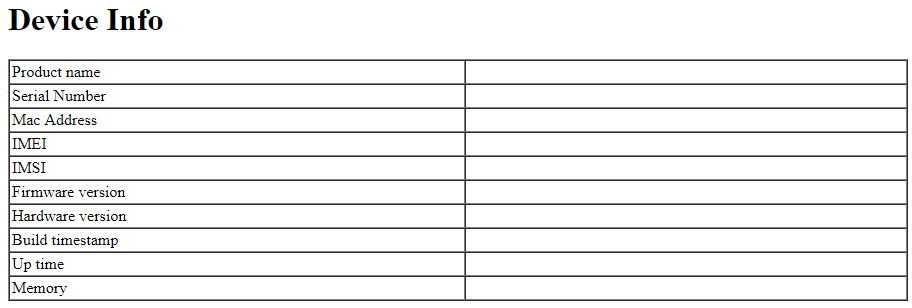 Device Info
Product name
Serial Number
Mac Address
IMEI
IMSI
Firmware version
Hardware version
Build timestamp
Up time
Memory